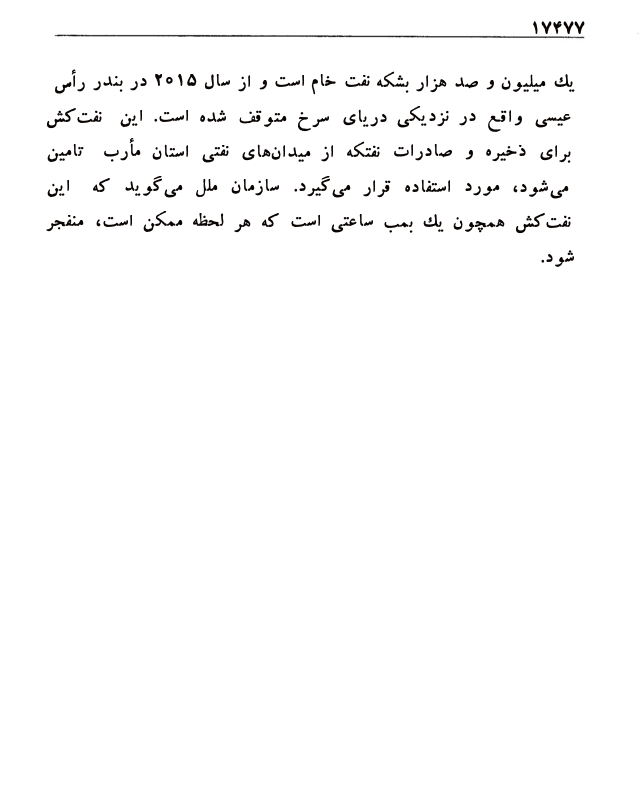 ۱۷۴۷۷
یك میلیون و صد هزار بشکه نفت خام است و از سال ۲۰۱۵ در بندر رأس
عیسی واقع در نزدیکی دریای سرخ متوقف شده است. این نفت‌کش
برای ذخیره و صادرات نفتکه از میدان‌های نفتی استان مأرب تامین
می‌شود، مورد استفاده قرار می‌گیرد. سازمان ملل می‌گوید که این
نفت‌کش همچون یك بمب ساعتی است که هر لحظه ممکن است، منفجر
شود.